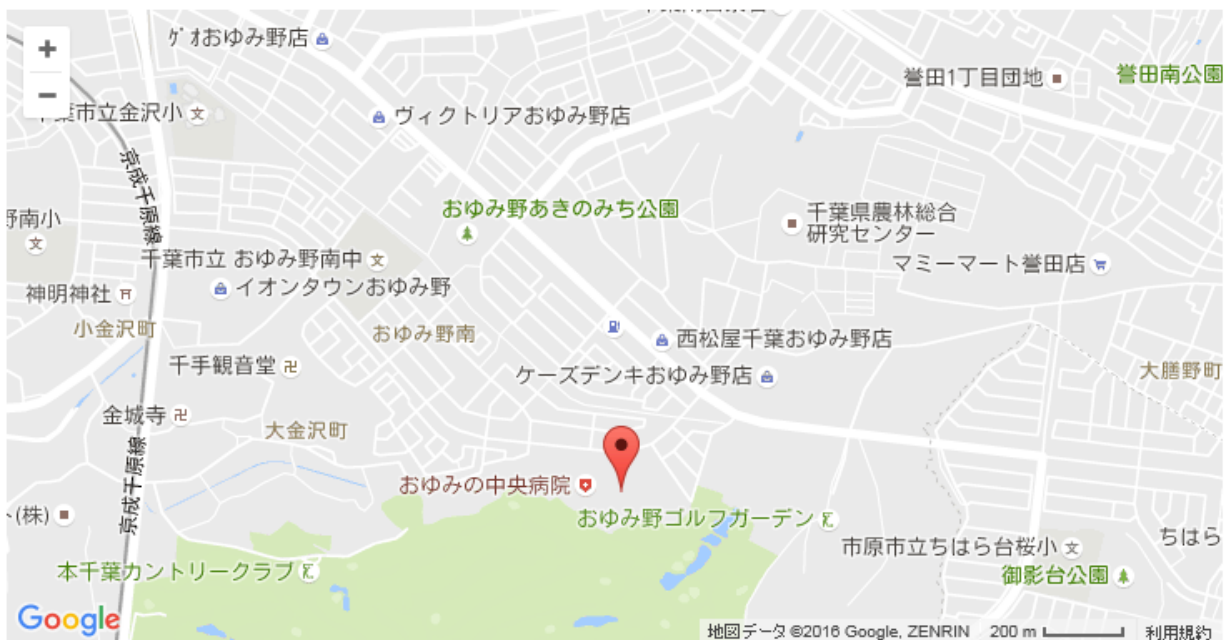 ゲオおゆみ野店
誉田1丁目団地
誉田南公園
千葉市立金沢小
ヴィクトリアおゆみ野店
京成千原線
おゆみ野あきのみち公園
千葉県農林総合
研究センター
野南小
千葉市立 おゆみ野南中
マミーマート誉田店
イオンタウンおゆみ野
神明神社
小金沢町
おゆみ野南
西松屋千葉おゆみ野店
千手観音堂
ケーズデンキおゆみ野店
大膳野町
金城寺
大金沢町
京成千原線
おゆみの中央病院
ト(株)
おゆみ野ゴルフガーデン
ちはら
市原市立ちはら台桜小
本千葉カントリークラブ
御影台公園
Google
地図データ ©2016 Google, ZENRIN 200 m 利用規約